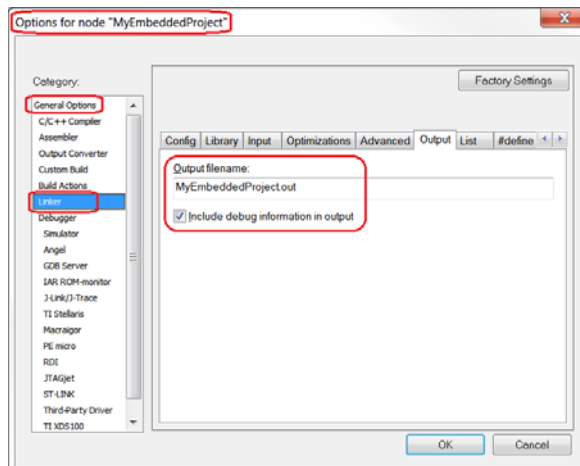 Options for node "MyEmbeddedProject"
Category:
Factory Settings
General Options
C/C++ Compiler
Assembler
Output Converter
Custom Build
Build Actions
Linker
Debugger
Simulator
Angel
GDB Server
IAR ROM-monitor
J-Link/J-Trace
TI Stellaris
Macraigor
PE micro
RDI
JTAGjet
ST-LINK
Third-Party Driver
TI XDS100
Config Library Input Optimizations Advanced Output List #define
Output filename:
MyEmbeddedProject.out
Include debug information in output
OK Cancel